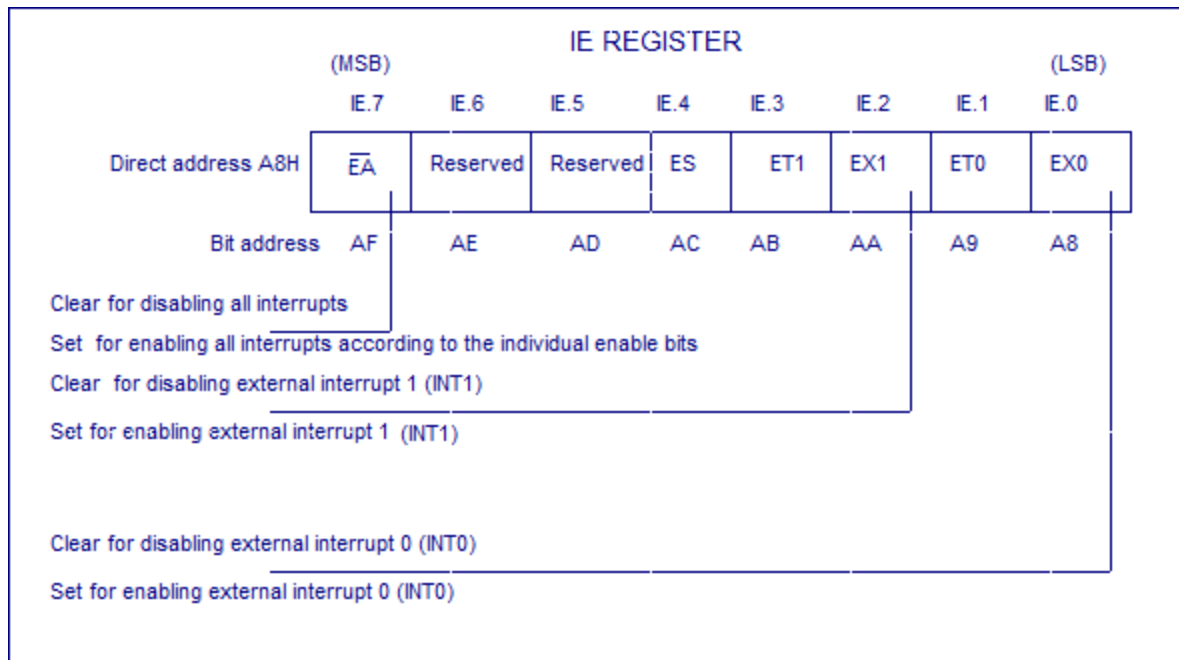 IE REGISTER
(MSB) (LSB)
IE.7 IE.6 IE.5 IE.4 IE.3 IE.2 IE.1 IE.0
Direct address A8H E̅A̅ Reserved Reserved ES ET1 EX1 ET0 EX0
Bit address AF AE AD AC AB AA A9 A8
Clear for disabling all interrupts
Set for enabling all interrupts according to the individual enable bits
Clear for disabling external interrupt 1 (INT1)
Set for enabling external interrupt 1 (INT1)
Clear for disabling external interrupt 0 (INT0)
Set for enabling external interrupt 0 (INT0)